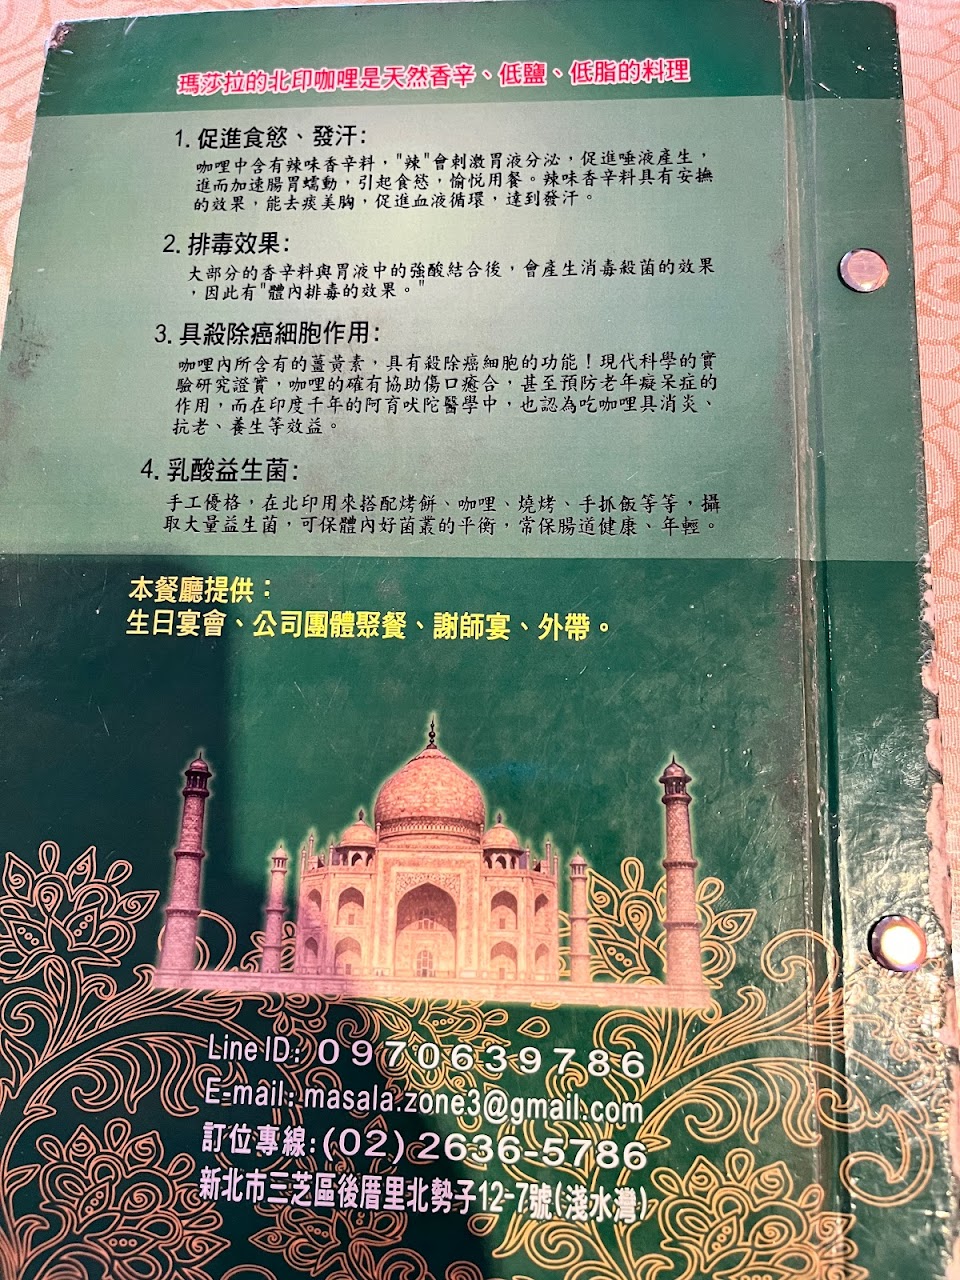 瑪莎拉的北印咖哩是天然香辛、低鹽、低脂的料理
1. 促進食慾、發汗:
咖哩中含有辣味香辛料，"辣"會刺激胃液分泌，促進唾液產生，
進而加速腸胃蠕動，引起食慾，愉悅用餐。辣味香辛料具有安撫
的效果，能去痰美胸，促進血液循環，達到發汗。
2. 排毒效果:
大部分的香辛料與胃液中的強酸結合後，會產生消毒殺菌的效果
，因此有"體內排毒的效果。"
3. 具殺除癌細胞作用:
咖哩內所含有的薑黃素，具有殺除癌細胞的功能！現代科學的實
驗研究證實，咖哩的確有協助傷口癒合，甚至預防老年癡呆症的
作用，而在印度千年的阿育吠陀醫學中，也認為吃咖哩具消炎、
抗老、養生等效益。
4. 乳酸益生菌:
手工優格，在北印用來搭配烤餅、咖哩、燒烤、手抓飯等等，攝
取大量益生菌，可保體內好菌叢的平衡，常保腸道健康、年輕。
本餐廳提供：
生日宴會、公司團體聚餐、謝師宴、外帶。
Line ID: 0970639786
E-mail: masala.zone3@gmail.com
訂位專線:(02) 2636-5786
新北市三芝區後厝里北勢子12-7號(淺水灣)